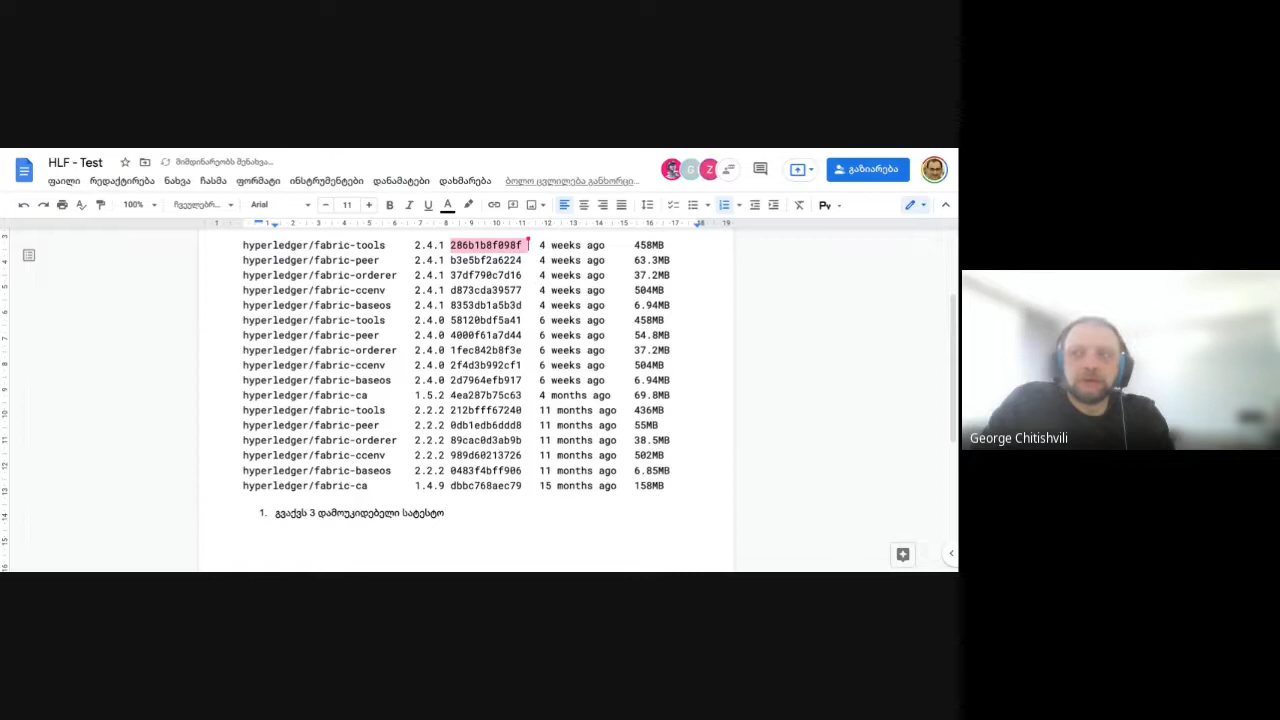 HLF - Test
მიმდინარეობს შენახვა...
ფაილი რედაქტირება ნახვა ჩასმა ფორმატი ინსტრუმენტები დანამატები დახმარება ბოლო ცვლილება განხორცი...
G Z გაზიარება
100% ჩვეულებრ... Arial 11
hyperledger/fabric-tools 2.4.1 286b1b8f098f 4 weeks ago 458MB
hyperledger/fabric-peer 2.4.1 b3e5bf2a6224 4 weeks ago 63.3MB
hyperledger/fabric-orderer 2.4.1 37df790c7d16 4 weeks ago 37.2MB
hyperledger/fabric-ccenv 2.4.1 d873cda39577 4 weeks ago 504MB
hyperledger/fabric-baseos 2.4.1 8353db1a5b3d 4 weeks ago 6.94MB
hyperledger/fabric-tools 2.4.0 58120bdf5a41 6 weeks ago 458MB
hyperledger/fabric-peer 2.4.0 4000f61a7d44 6 weeks ago 54.8MB
hyperledger/fabric-orderer 2.4.0 1fec842b8f3e 6 weeks ago 37.2MB
hyperledger/fabric-ccenv 2.4.0 2f4d3b992cf1 6 weeks ago 504MB
hyperledger/fabric-baseos 2.4.0 2d7964efb917 6 weeks ago 6.94MB
hyperledger/fabric-ca 1.5.2 4ea287b75c63 4 months ago 69.8MB
hyperledger/fabric-tools 2.2.2 212bfff67240 11 months ago 436MB
hyperledger/fabric-peer 2.2.2 0db1edb6ddd8 11 months ago 55MB
hyperledger/fabric-orderer 2.2.2 89cac0d3ab9b 11 months ago 38.5MB
hyperledger/fabric-ccenv 2.2.2 989d60213726 11 months ago 502MB
hyperledger/fabric-baseos 2.2.2 0483f4bff906 11 months ago 6.85MB
hyperledger/fabric-ca 1.4.9 dbbc768aec79 15 months ago 158MB
1. გვაქვს 3 დამოუკიდებელი სატესტო
George Chitishvili